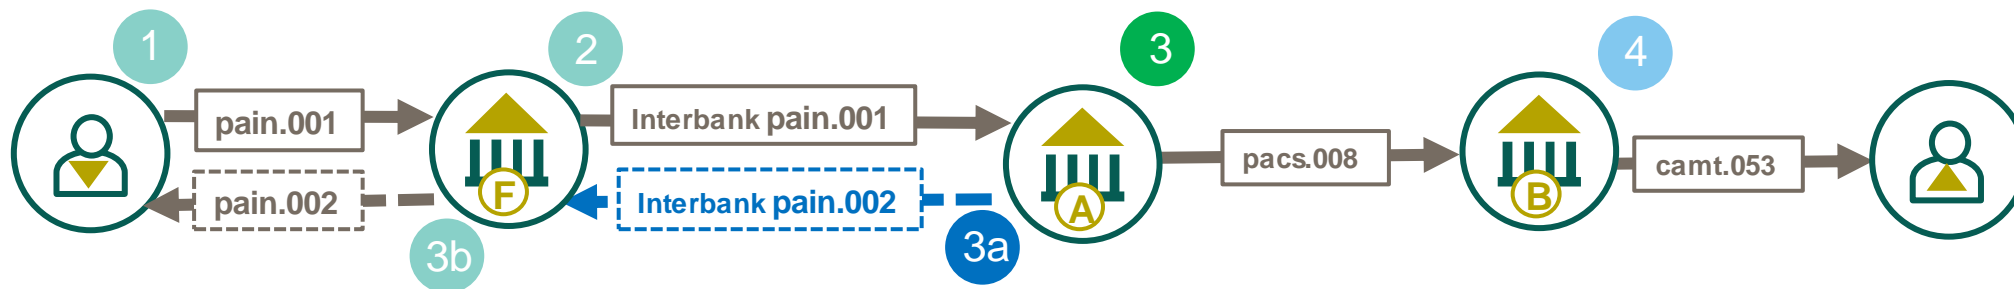 1
2
3
4
pain.001
Interbank pain.001
pacs.008
camt.053
pain.002
Interbank pain.002
F
A
B
3b
3a